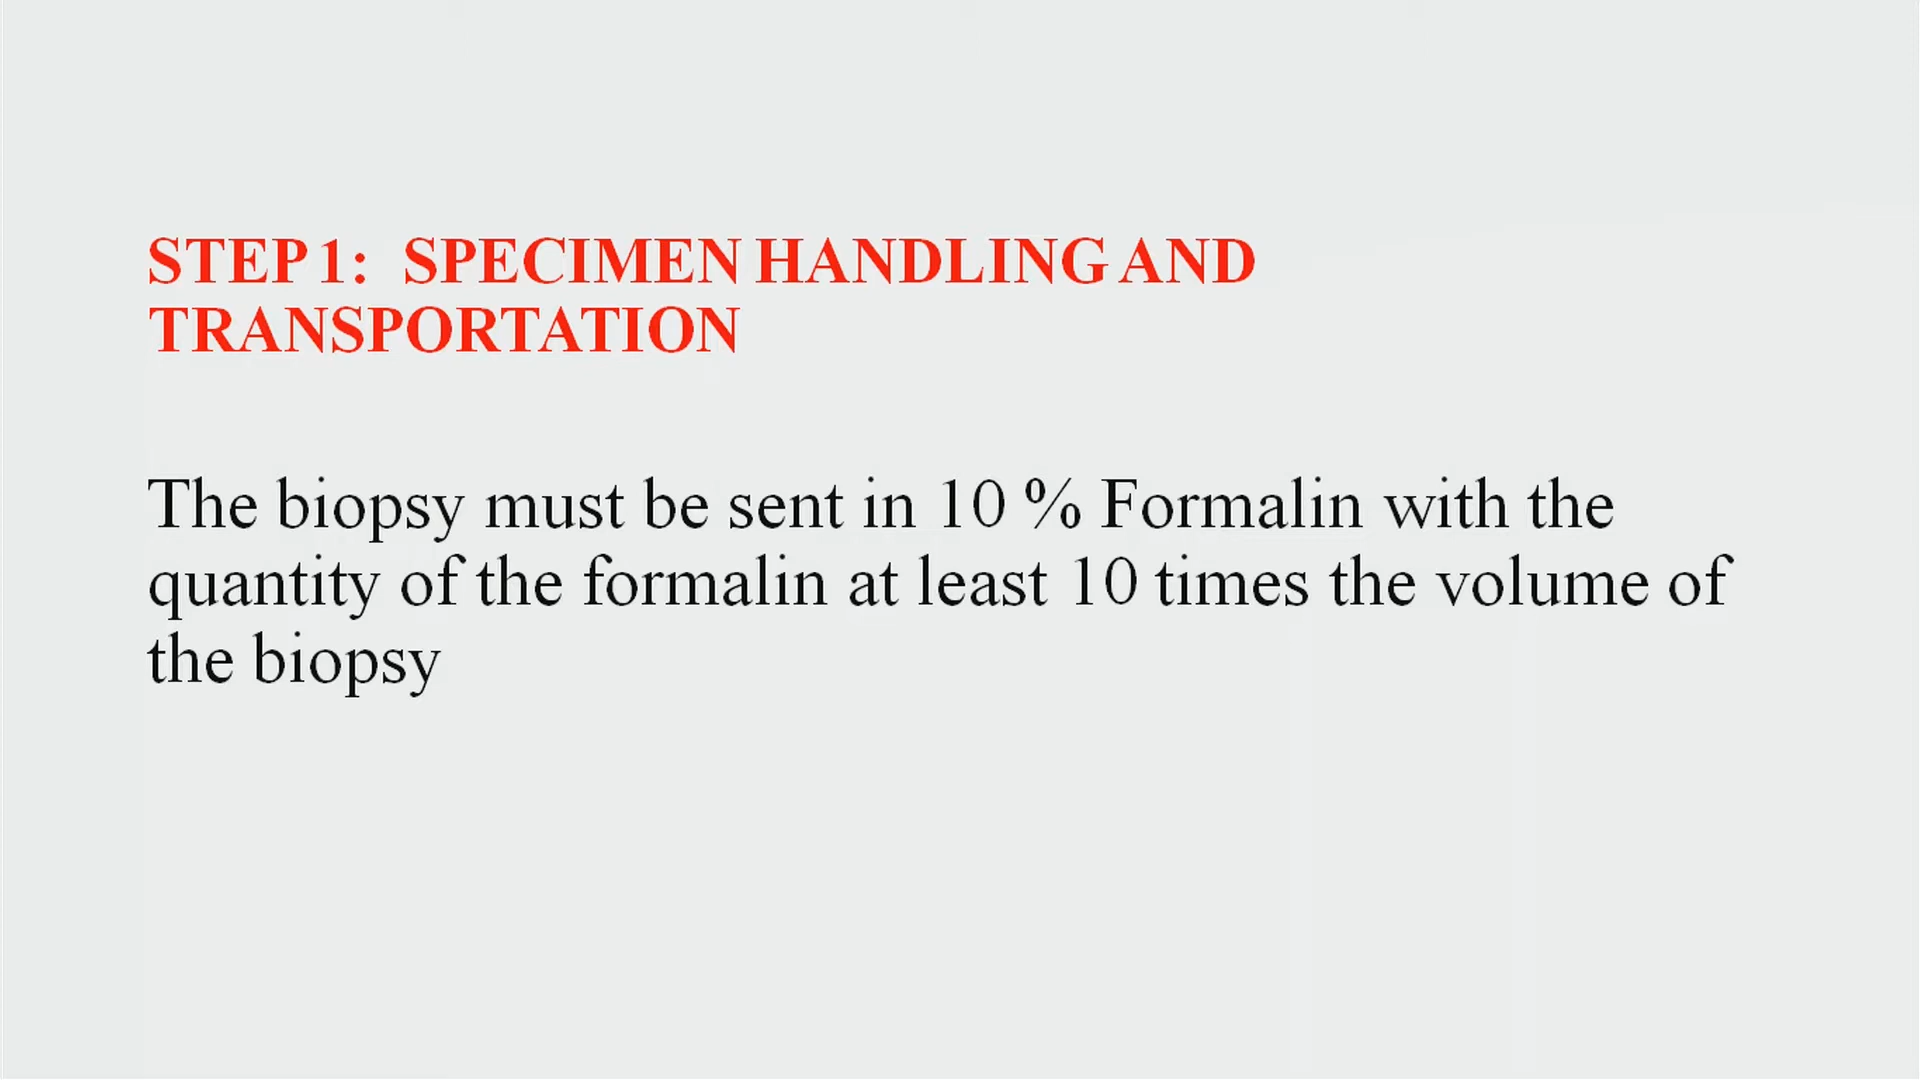 STEP 1: SPECIMEN HANDLING AND
TRANSPORTATION
The biopsy must be sent in 10 % Formalin with the
quantity of the formalin at least 10 times the volume of
the biopsy